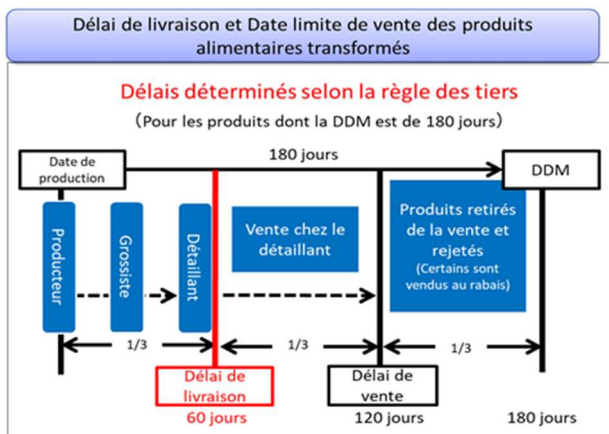 Délai de livraison et Date limite de vente des produits
alimentaires transformés
Délais déterminés selon la règle des tiers
(Pour les produits dont la DDM est de 180 jours)
Date de
production
180 jours
DDM
Producteur
Grossiste
Détaillant
Vente chez le
détaillant
Produits retirés
de la vente et
rejetés
(Certains sont
vendus au rabais)
1/3
1/3
1/3
Délai de
livraison
Délai de
vente
60 jours
120 jours
180 jours